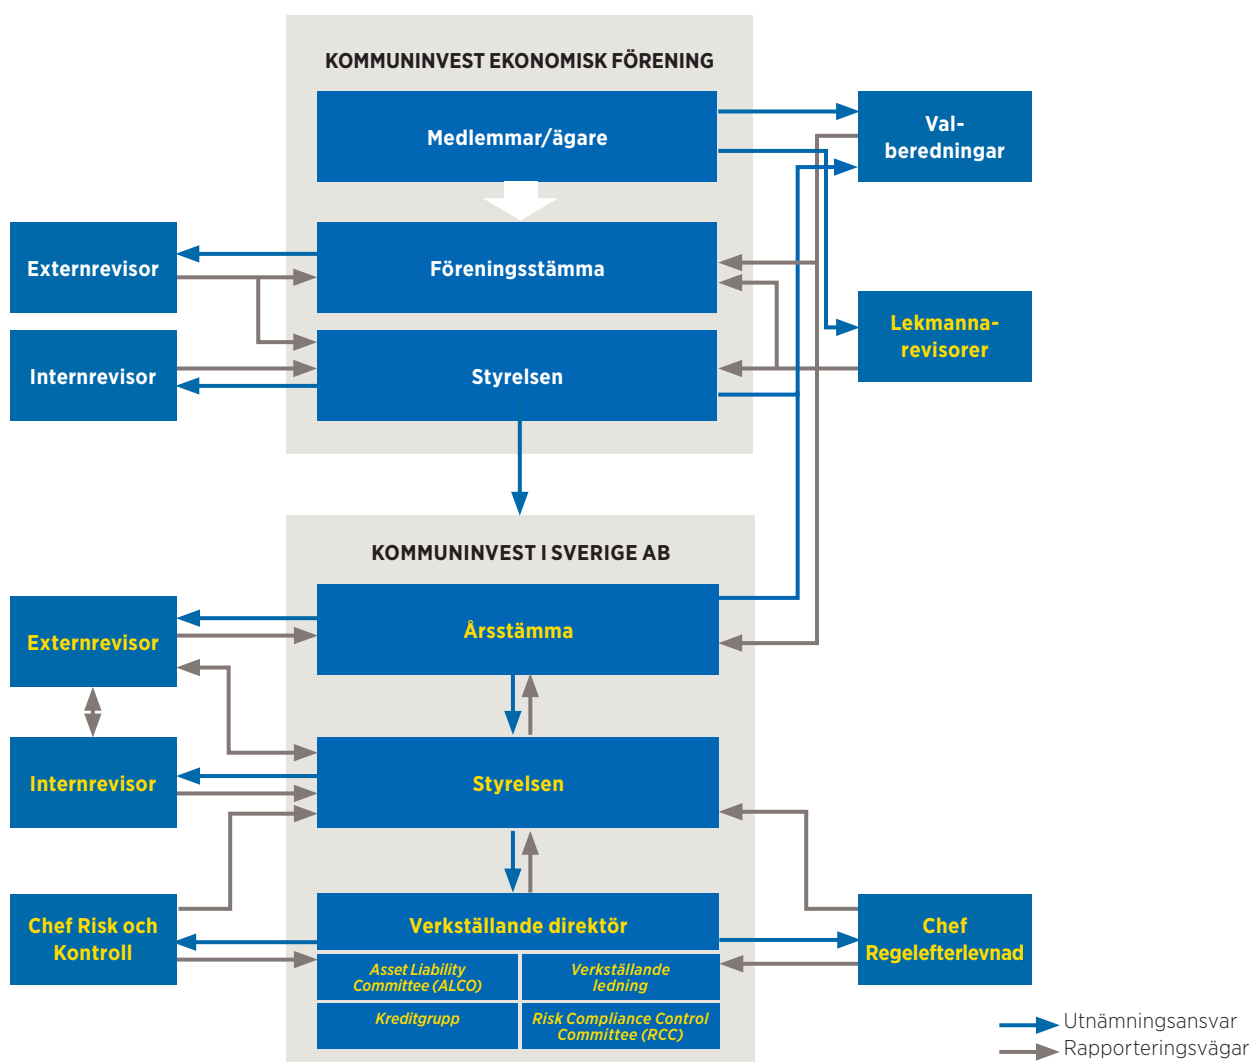 KOMMUNINVEST EKONOMISK FÖRENING
Medlemmar/ägare
Val-
beredningar
Externrevisor
Föreningsstämma
Lekmanna-
revisorer
Internrevisor
Styrelsen
KOMMUNINVEST I SVERIGE AB
Externrevisor
Årsstämma
Internrevisor
Styrelsen
Chef Risk och
Kontroll
Verkställande direktör
Chef
Regelefterlevnad
Asset Liability
Committee (ALCO)
Verkställande
ledning
Kreditgrupp
Risk Compliance Control
Committee (RCC)
Utnämningsansvar
Rapporteringsvägar